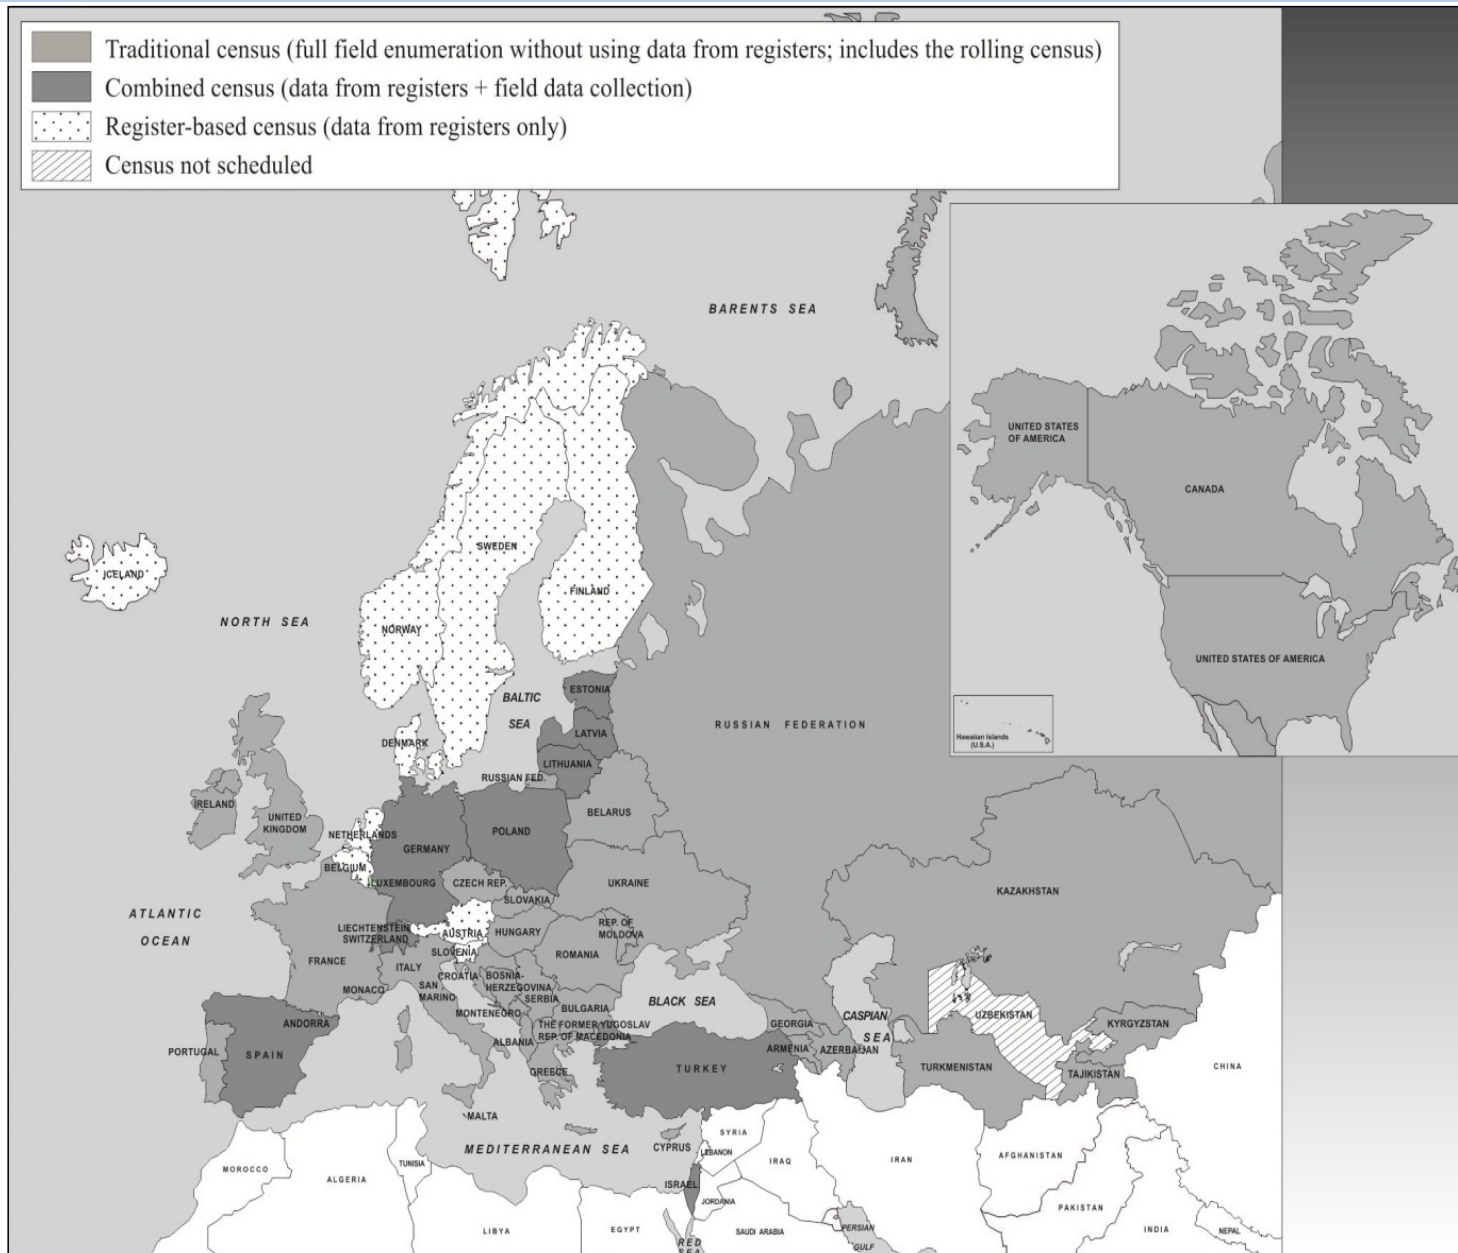 Traditional census (full field enumeration without using data from registers; includes the rolling census)
Combined census (data from registers + field data collection)
Register-based census (data from registers only)
Census not scheduled
BARENTS SEA
UNITED STATES
OF AMERICA
CANADA
UNITED STATES OF AMERICA
Hawaiian Islands
(U.S.A.)
ICELAND
NORTH SEA
SWEDEN
FINLAND
NORWAY
BALTIC
SEA
ESTONIA
LATVIA
LITHUANIA
DENMARK
RUSSIAN FED.
RUSSIAN FEDERATION
IRELAND
UNITED
KINGDOM
NETHERLANDS
BELGIUM
GERMANY
POLAND
BELARUS
LUXEMBOURG
CZECH REP.
SLOVAKIA
UKRAINE
KAZAKHSTAN
ATLANTIC
OCEAN
LIECHTENSTEIN
SWITZERLAND
AUSTRIA
HUNGARY
REP. OF
MOLDOVA
FRANCE
SLOVENIA
ITALY
CROATIA
BOSNIA-
HERZEGOVINA
ROMANIA
MONACO
SAN
MARINO
SERBIA
MONTENEGRO
BULGARIA
BLACK SEA
CASPIAN
SEA
UZBEKISTAN
KYRGYZSTAN
ANDORRA
THE FORMER YUGOSLAV
REP. OF MACEDONIA
ALBANIA
GEORGIA
ARMENIA
AZERBAIJAN
PORTUGAL
SPAIN
GREECE
TURKEY
TURKMENISTAN
TAJIKISTAN
CHINA
MALTA
MEDITERRANEAN SEA
CYPRUS
SYRIA
LEBANON
MOROCCO
ALGERIA
TUNISIA
IRAQ
IRAN
AFGHANISTAN
ISRAEL
JORDANIA
PAKISTAN
LIBYA
EGYPT
SAUDI ARABIA
PERSIAN
GULF
INDIA
NEPAL
RED
SEA